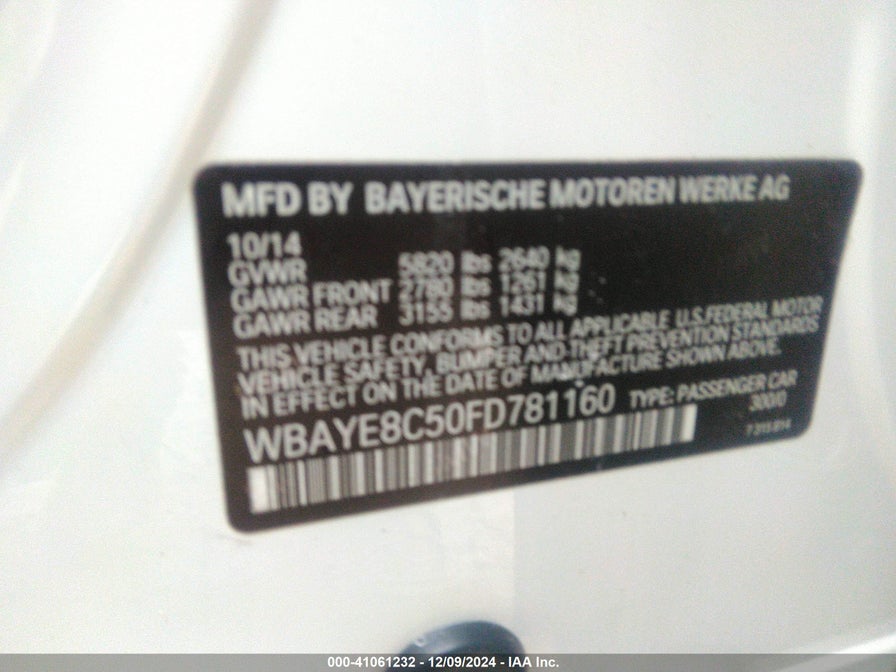 MFD BY BAYERISCHE MOTOREN WERKE AG
10/14
GVWR 5820 lbs 2640 kg
GAWR FRONT 2780 lbs 1261 kg
GAWR REAR 3155 lbs 1431 kg
THIS VEHICLE CONFORMS TO ALL APPLICABLE U.S. FEDERAL MOTOR
VEHICLE SAFETY, BUMPER AND THEFT PREVENTION STANDARDS
IN EFFECT ON THE DATE OF MANUFACTURE SHOWN ABOVE.
WBAYE8C50FD781160 TYPE: PASSENGER CAR
300/0
000-41061232 - 12/09/2024 - IAA Inc.